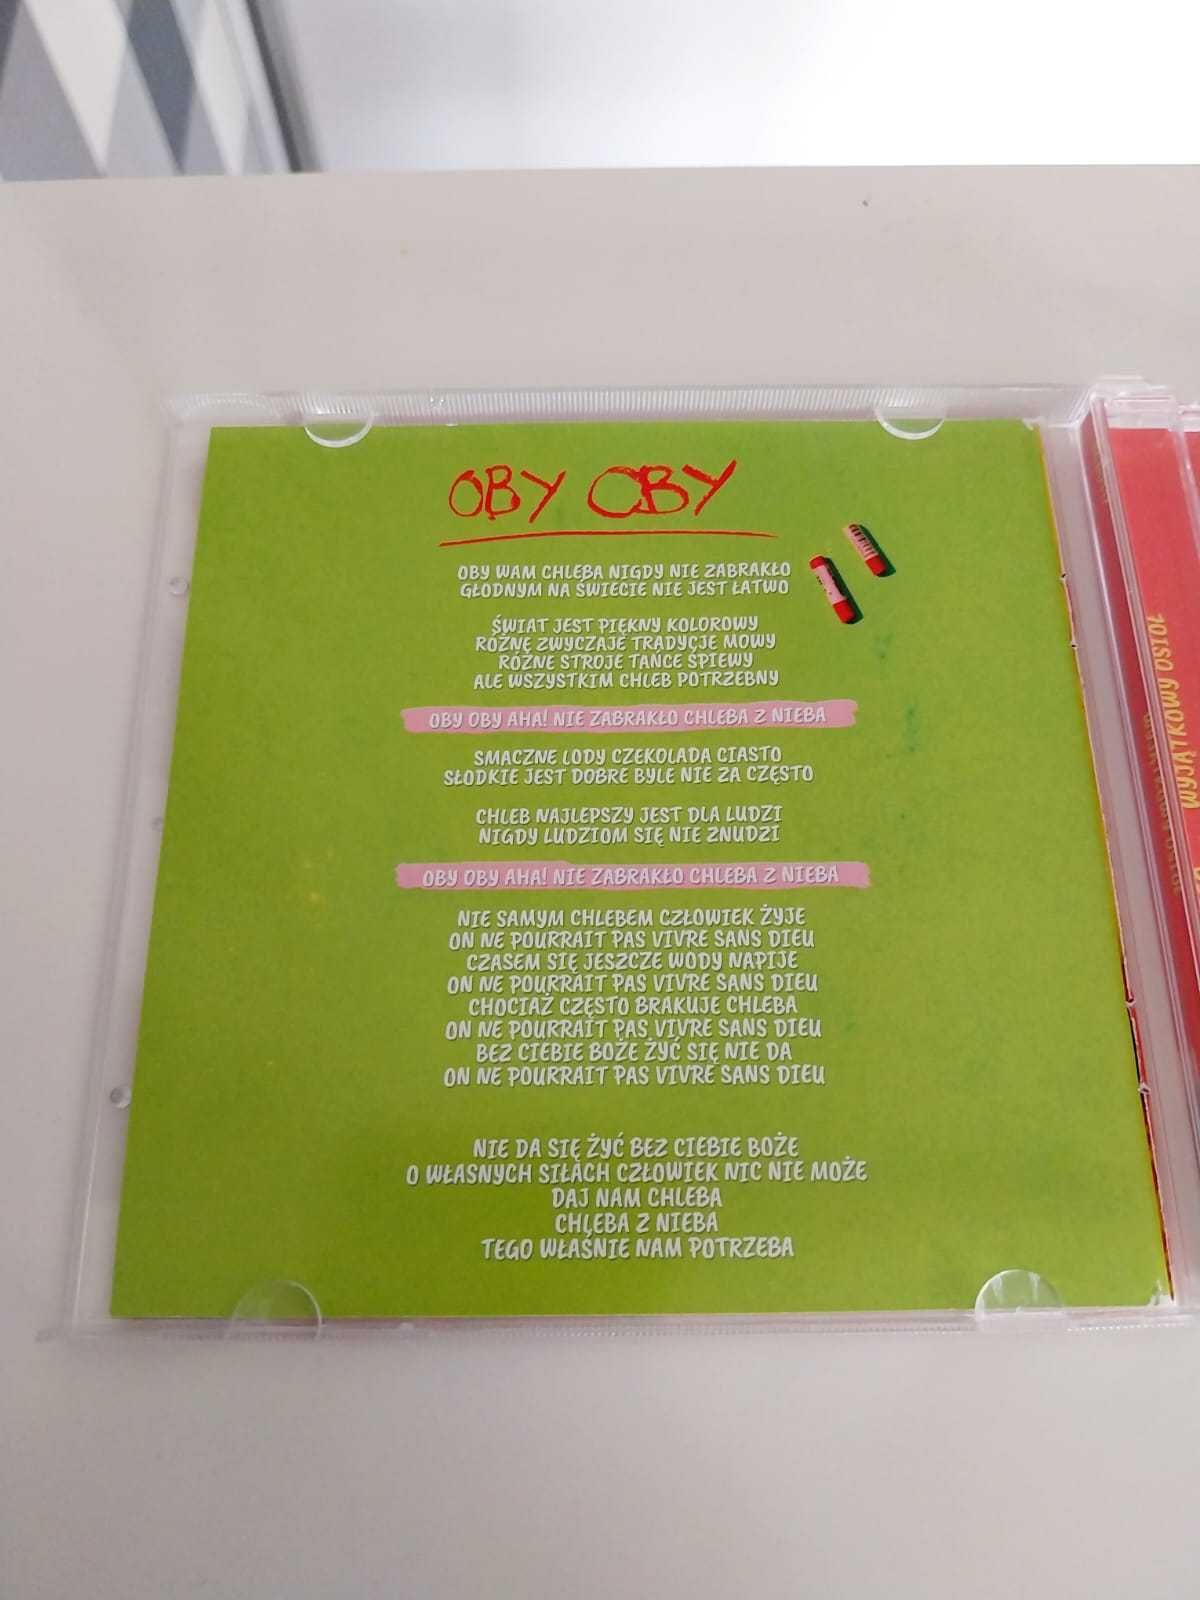 OBY OBY
OBY WAM CHLEBA NIGDY NIE ZABRAKŁO
GŁODNYM NA ŚWIECIE NIE JEST ŁATWO
ŚWIAT JEST PIĘKNY KOLOROWY
RÓŻNE ZWYCZAJE TRADYCJE MOWY
RÓŻNE STROJE TAŃCE ŚPIEWY
ALE WSZYSTKIM CHLEB POTRZEBNY
OBY OBY AHA! NIE ZABRAKŁO CHLEBA Z NIEBA
SMACZNE LODY CZEKOLADA CIASTO
SŁODKIE JEST DOBRE BYLE NIE ZA CZĘSTO
CHLEB NAJLEPSZY JEST DLA LUDZI
NIGDY LUDZIOM SIĘ NIE ZNUDZI
OBY OBY AHA! NIE ZABRAKŁO CHLEBA Z NIEBA
NIE SAMYM CHLEBEM CZŁOWIEK ŻYJE
ON NE POURRAIT PAS VIVRE SANS DIEU
CZASEM SIĘ JESZCZE WODY NAPIJE
ON NE POURRAIT PAS VIVRE SANS DIEU
CHOCIAŻ CZĘSTO BRAKUJE CHLEBA
ON NE POURRAIT PAS VIVRE SANS DIEU
BEZ CIEBIE BOŻE ŻYĆ SIĘ NIE DA
ON NE POURRAIT PAS VIVRE SANS DIEU
NIE DA SIĘ ŻYĆ BEZ CIEBIE BOŻE
O WŁASNYCH SIŁACH CZŁOWIEK NIC NIE MOŻE
DAJ NAM CHLEBA
CHLEBA Z NIEBA
TEGO WŁAŚNIE NAM POTRZEBA
WYJĄTKOWY OSIOŁ